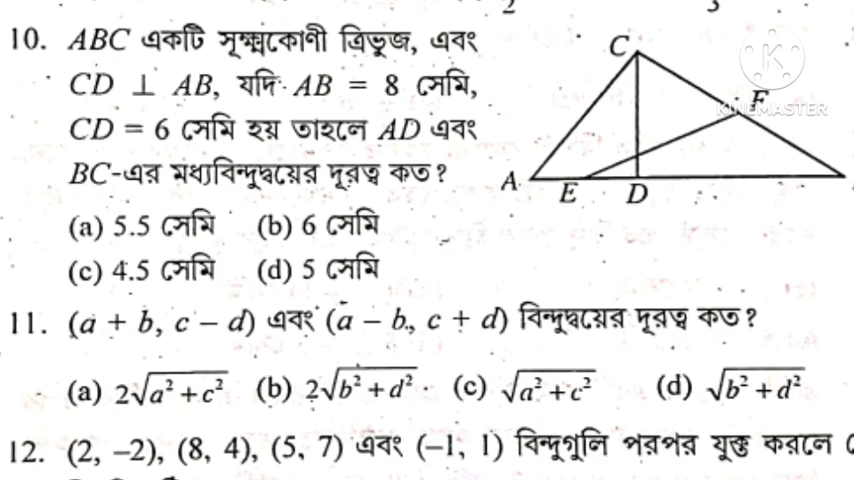 10. ABC একটি সূক্ষ্মকোণী ত্রিভুজ, এবং
CD ⊥ AB, যদি AB = 8 সেমি,
CD = 6 সেমি হয় তাহলে AD এবং
BC-এর মধ্যবিন্দুদ্বয়ের দূরত্ব কত?
C
F
K
KINEMASTER
A
E
D
(a) 5.5 সেমি (b) 6 সেমি
(c) 4.5 সেমি (d) 5 সেমি
11. (a + b, c – d) এবং (a – b, c + d) বিন্দুদ্বয়ের দূরত্ব কত?
(a) 2√(a² + c²) (b) 2√(b² + d²) (c) √(a² + c²) (d) √(b² + d²)
12. (2, –2), (8, 4), (5, 7) এবং (–1, 1) বিন্দুগুলি পরপর যুক্ত করলে